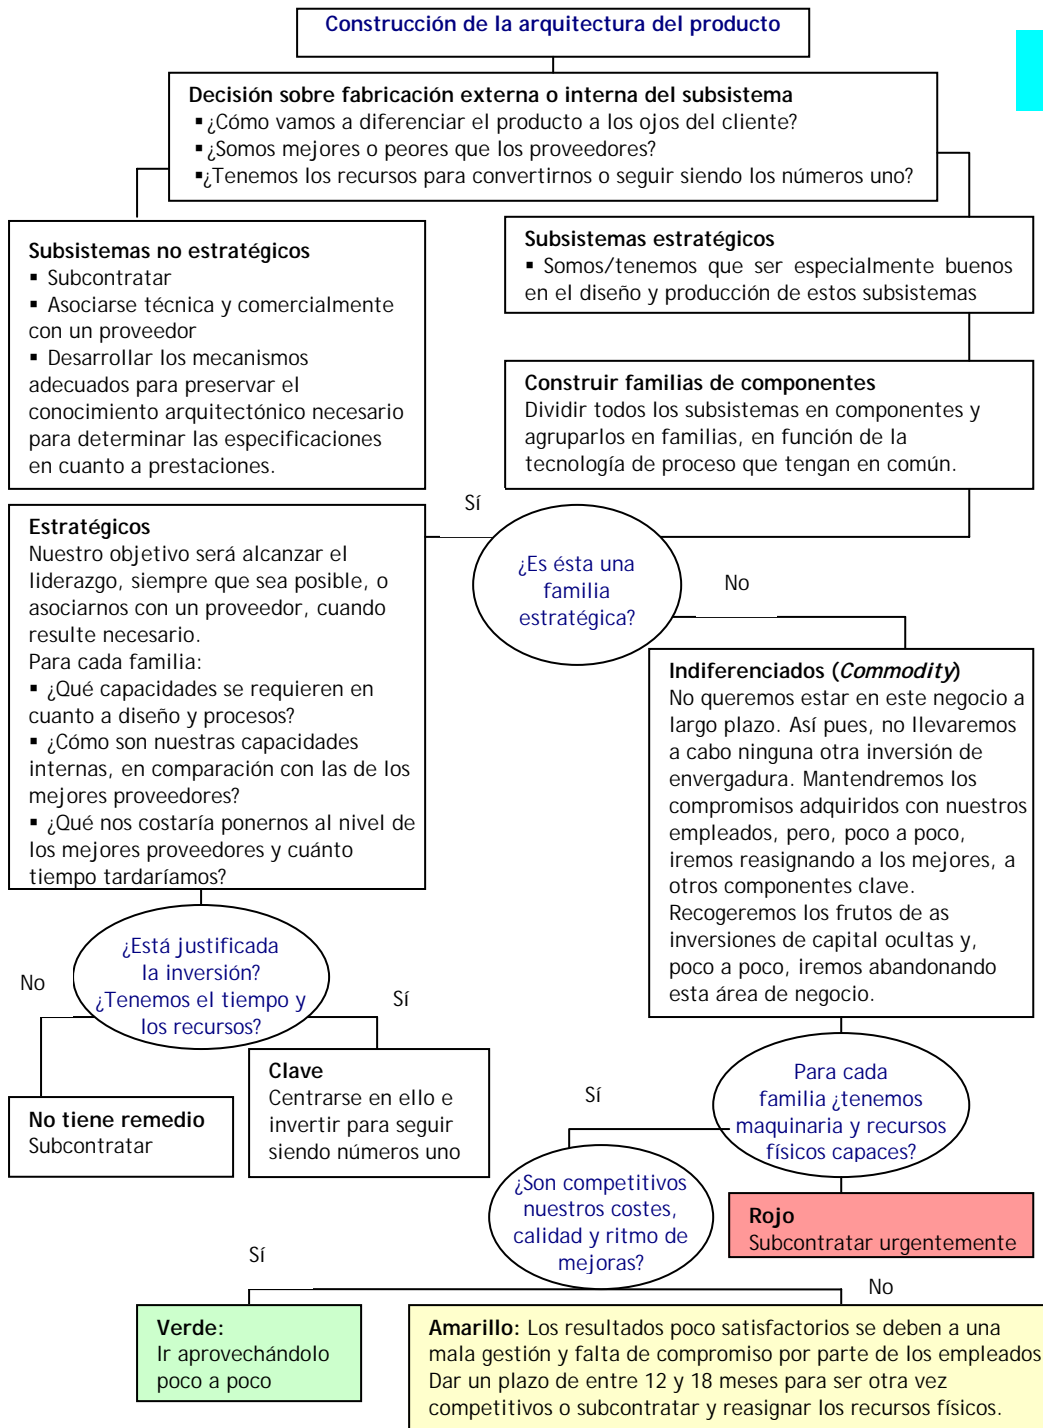 Construcción de la arquitectura del producto
Decisión sobre fabricación externa o interna del subsistema
▪ ¿Cómo vamos a diferenciar el producto a los ojos del cliente?
▪ ¿Somos mejores o peores que los proveedores?
▪ ¿Tenemos los recursos para convertirnos o seguir siendo los números uno?
Subsistemas no estratégicos
▪ Subcontratar
▪ Asociarse técnica y comercialmente
con un proveedor
▪ Desarrollar los mecanismos
adecuados para preservar el
conocimiento arquitectónico necesario
para determinar las especificaciones
en cuanto a prestaciones.
Subsistemas estratégicos
▪ Somos/tenemos que ser especialmente buenos
en el diseño y producción de estos subsistemas
Construir familias de componentes
Dividir todos los subsistemas en componentes y
agruparlos en familias, en función de la
tecnología de proceso que tengan en común.
Sí
¿Es ésta una
familia
estratégica?
No
Estratégicos
Nuestro objetivo será alcanzar el
liderazgo, siempre que sea posible, o
asociarnos con un proveedor, cuando
resulte necesario.
Para cada familia:
▪ ¿Qué capacidades se requieren en
cuanto a diseño y procesos?
▪ ¿Cómo son nuestras capacidades
internas, en comparación con las de los
mejores proveedores?
▪ ¿Qué nos costaría ponernos al nivel de
los mejores proveedores y cuánto
tiempo tardaríamos?
Indiferenciados (Commodity)
No queremos estar en este negocio a
largo plazo. Así pues, no llevaremos
a cabo ninguna otra inversión de
envergadura. Mantendremos los
compromisos adquiridos con nuestros
empleados, pero, poco a poco,
iremos reasignando a los mejores, a
otros componentes clave.
Recogeremos los frutos de as
inversiones de capital ocultas y,
poco a poco, iremos abandonando
esta área de negocio.
¿Está justificada
la inversión?
¿Tenemos el tiempo y
los recursos?
No
Sí
No tiene remedio
Subcontratar
Clave
Centrarse en ello e
invertir para seguir
siendo números uno
Para cada
familia ¿tenemos
maquinaria y recursos
físicos capaces?
Sí
¿Son competitivos
nuestros costes,
calidad y ritmo de
mejoras?
Rojo
Subcontratar urgentemente
Sí
No
Verde:
Ir aprovechándolo
poco a poco
Amarillo: Los resultados poco satisfactorios se deben a una
mala gestión y falta de compromiso por parte de los empleados
Dar un plazo de entre 12 y 18 meses para ser otra vez
competitivos o subcontratar y reasignar los recursos físicos.